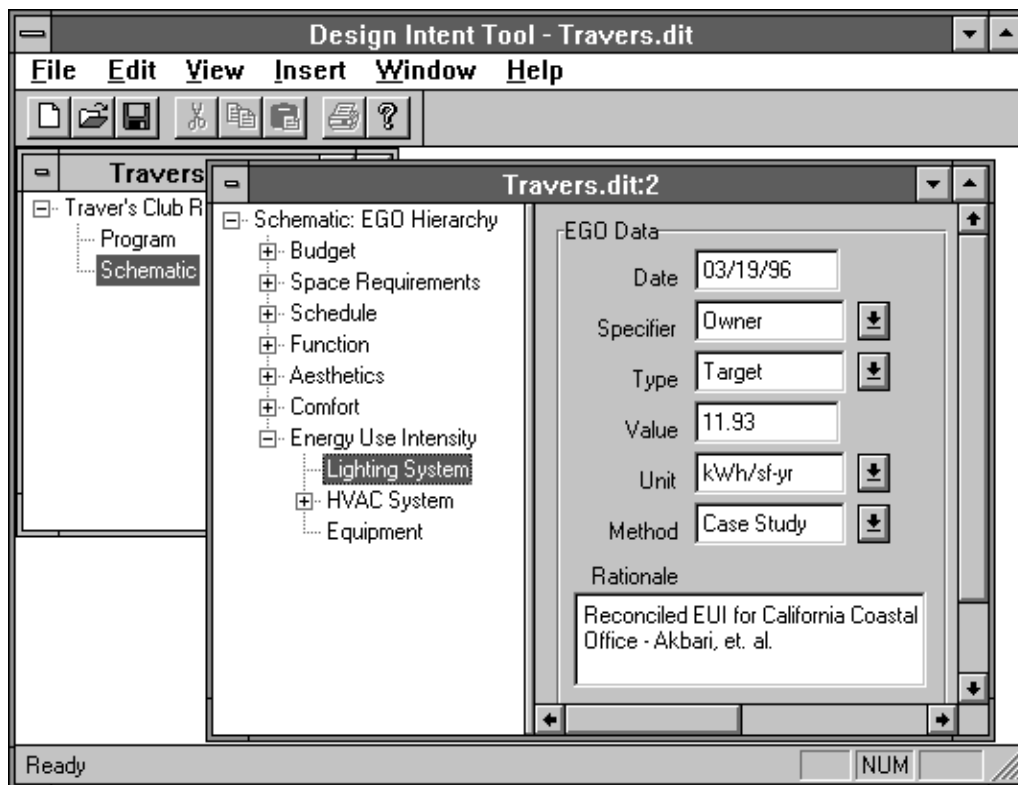 Design Intent Tool - Travers.dit
File Edit View Insert Window Help
Travers
Traver's Club R
Program
Schematic
Travers.dit:2
Schematic: EGO Hierarchy
Budget
Space Requirements
Schedule
Function
Aesthetics
Comfort
Energy Use Intensity
Lighting System
HVAC System
Equipment
EGO Data
Date 03/19/96
Specifier Owner
Type Target
Value 11.93
Unit kWh/sf-yr
Method Case Study
Rationale
Reconciled EUI for California Coastal
Office - Akbari, et. al.
Ready NUM